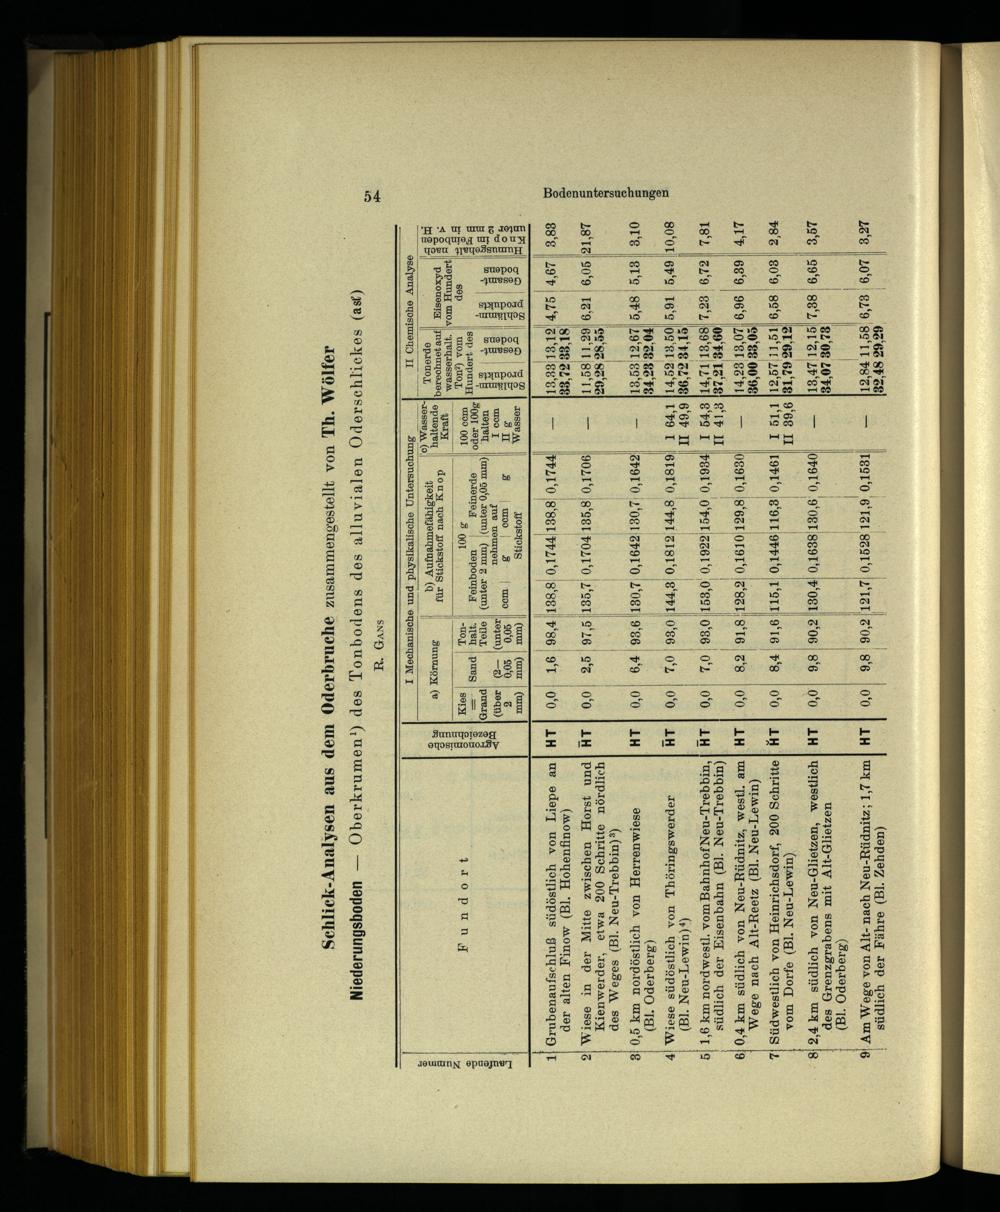 54
Bodenuntersuchungen
Schlick-Analysen aus dem Oderbruche zusammengestellt von Th. Wölfer
Niederungsboden — Oberkrumen¹) des Tonbodens des alluvialen Oderschlickes (asf)
R. GANS
Laufende Nummer
Fundort
Agronomische Bezeichnung
I Mechanische und physikalische Untersuchung
a) Körnung
Kies = Grand (über 2 mm)
Sand (2—0,05 mm)
Ton-halt. Teile (unter 0,05 mm)
b) Aufnahmefähigkeit für Stickstoff nach Knop
100 g
Feinboden (unter 2 mm)
Feinerde (unter 0,05 mm)
nehmen auf
ccm g ccm g
Stickstoff
c) Wasser-haltende Kraft
100 ccm oder 100 g halten
I ccm
II g
Wasser
II Chemische Analyse
Tonerde berechnet auf wasserhalt. Ton²) vom Hundert des
Schlämm-produkts
Gesamt-bodens
Eisenoxyd vom Hundert des
Schlämm-produkts
Gesamt-bodens
Humusgehalt nach Knop im Feinboden unter 2 mm in v. H.
1 Grubenaufschluß südöstlich von Liepe an HT 0,0 1,6 98,4 138,8 0,1744 138,8 0,1744 — 13,33 13,12 4,75 4,67 3,83
der alten Finow (Bl. Hohenfinow) 33,72 33,18
2 Wiese in der Mitte zwischen Horst und H̄T 0,0 2,5 97,5 135,7 0,1704 135,8 0,1706 — 11,58 11,29 6,21 6,05 21,87
Kienwerder, etwa 200 Schritte nördlich 29,28 28,55
des Weges (Bl. Neu-Trebbin)³)
3 0,5 km nordöstlich von Herrenwiese HT 0,0 6,4 93,6 130,7 0,1642 130,7 0,1642 — 13,53 12,67 5,48 5,13 3,10
(Bl. Oderberg) 34,23 32,04
4 Wiese südöstlich von Thöringswerder H̄T 0,0 7,0 93,0 144,3 0,1812 144,8 0,1819 I 64,1 14,52 13,50 5,91 5,49 10,08
(Bl. Neu-Lewin)⁴) II 49,9 36,72 34,15
5 1,6 km nordwestl. vom Bahnhof Neu-Trebbin, H̄T 0,0 7,0 93,0 153,0 0,1922 154,0 0,1934 I 54,3 14,71 13,68 7,23 6,72 7,81
südlich der Eisenbahn (Bl. Neu-Trebbin) II 41,3 37,21 34,60
6 0,4 km südlich von Neu-Rüdnitz, westl. am HT 0,0 8,2 91,8 128,2 0,1610 129,8 0,1630 — 14,23 13,07 6,96 6,39 4,17
Wege nach Alt-Reetz (Bl. Neu-Lewin) 36,00 33,05
7 Südwestlich von Heinrichsdorf, 200 Schritte H̆T 0,0 8,4 91,6 115,1 0,1446 116,3 0,1461 I 51,1 12,57 11,51 6,58 6,03 2,84
vom Dorfe (Bl. Neu-Lewin) II 39,6 31,79 29,12
8 2,4 km südlich von Neu-Glietzen, westlich HT 0,0 9,8 90,2 130,4 0,1638 130,6 0,1640 — 13,47 12,15 7,38 6,65 3,57
des Grenzgrabens mit Alt-Glietzen 34,07 30,73
(Bl. Oderberg)
9 Am Wege von Alt- nach Neu-Rüdnitz; 1,7 km HT 0,0 9,8 90,2 121,7 0,1528 121,9 0,1531 — 12,84 11,58 6,73 6,07 3,27
südlich der Fähre (Bl. Zehden) 32,48 29,29